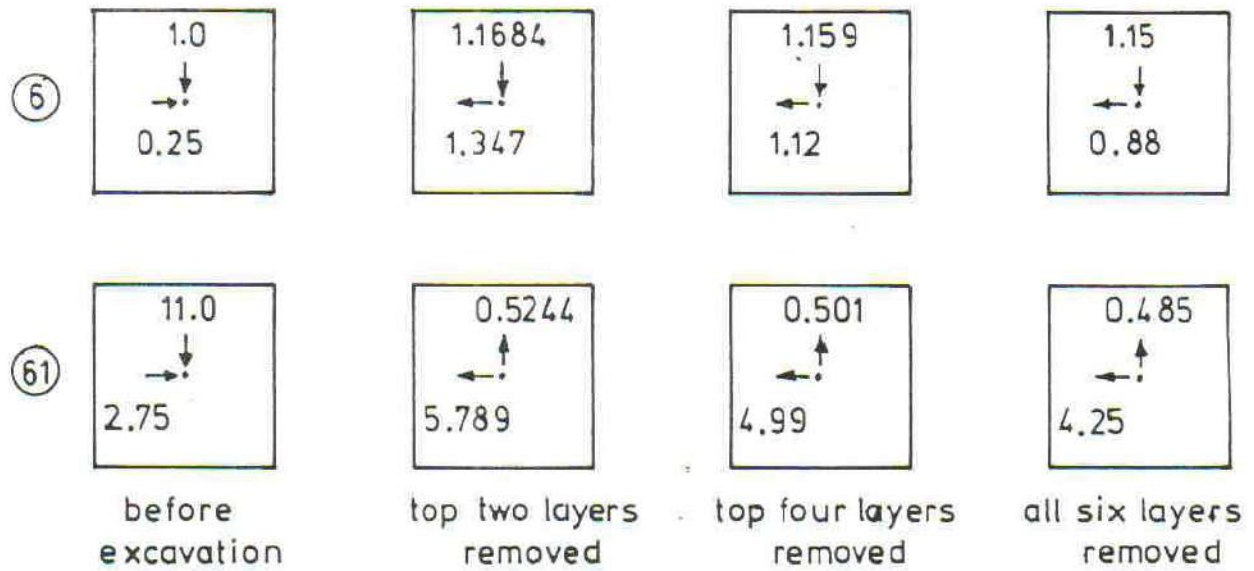 1.0 1.1684 1.159 1.15
6
0.25 1.347 1.12 0.88
11.0 0.5244 0.501 0.485
61
2.75 5.789 4.99 4.25
before top two layers top four layers all six layers
excavation removed removed removed